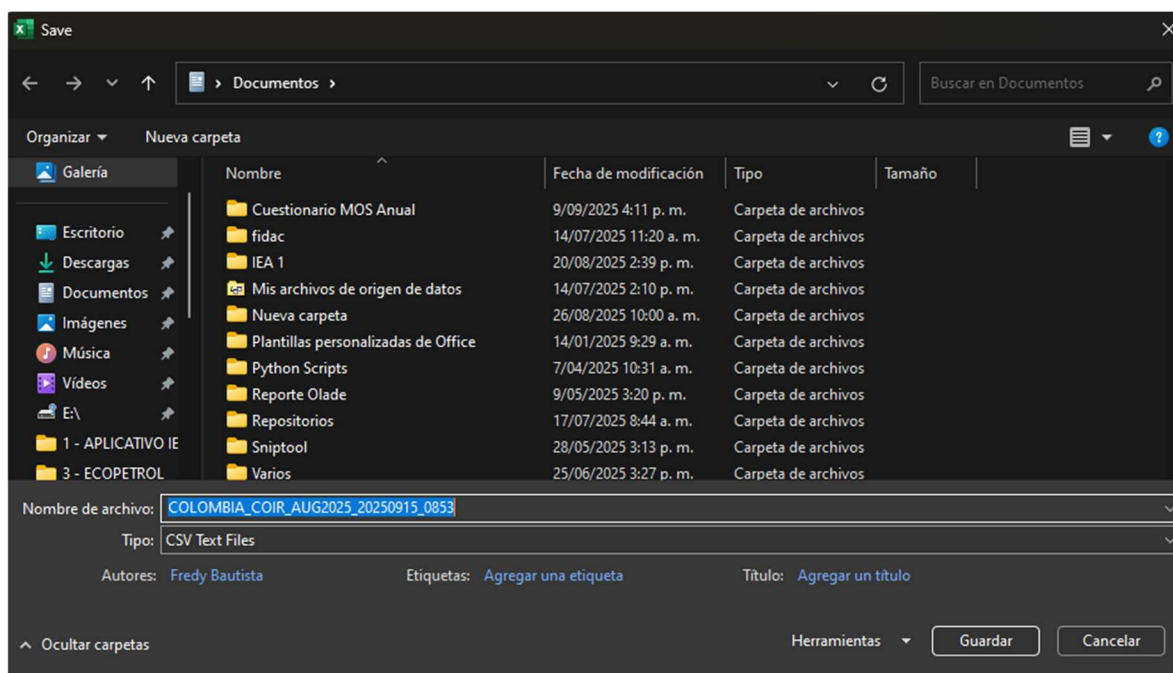 Save
Documentos
Buscar en Documentos
Organizar Nueva carpeta
Galería
Escritorio
Descargas
Documentos
Imágenes
Música
Vídeos
E:\
1 - APLICATIVO IE
3 - ECOPETROL
Nombre Fecha de modificación Tipo Tamaño
Cuestionario MOS Anual 9/09/2025 4:11 p. m. Carpeta de archivos
fidac 14/07/2025 11:20 a. m. Carpeta de archivos
IEA 1 20/08/2025 2:39 p. m. Carpeta de archivos
Mis archivos de origen de datos 14/07/2025 2:10 p. m. Carpeta de archivos
Nueva carpeta 26/08/2025 10:00 a. m. Carpeta de archivos
Plantillas personalizadas de Office 14/01/2025 9:29 a. m. Carpeta de archivos
Python Scripts 7/04/2025 10:31 a. m. Carpeta de archivos
Reporte Olade 9/05/2025 3:20 p. m. Carpeta de archivos
Repositorios 17/07/2025 8:44 a. m. Carpeta de archivos
Sniptool 28/05/2025 3:13 p. m. Carpeta de archivos
Varios 25/06/2025 3:27 p. m. Carpeta de archivos
Nombre de archivo: COLOMBIA_COIR_AUG2025_20250915_0853
Tipo: CSV Text Files
Autores: Fredy Bautista Etiquetas: Agregar una etiqueta Título: Agregar un título
Ocultar carpetas Herramientas Guardar Cancelar